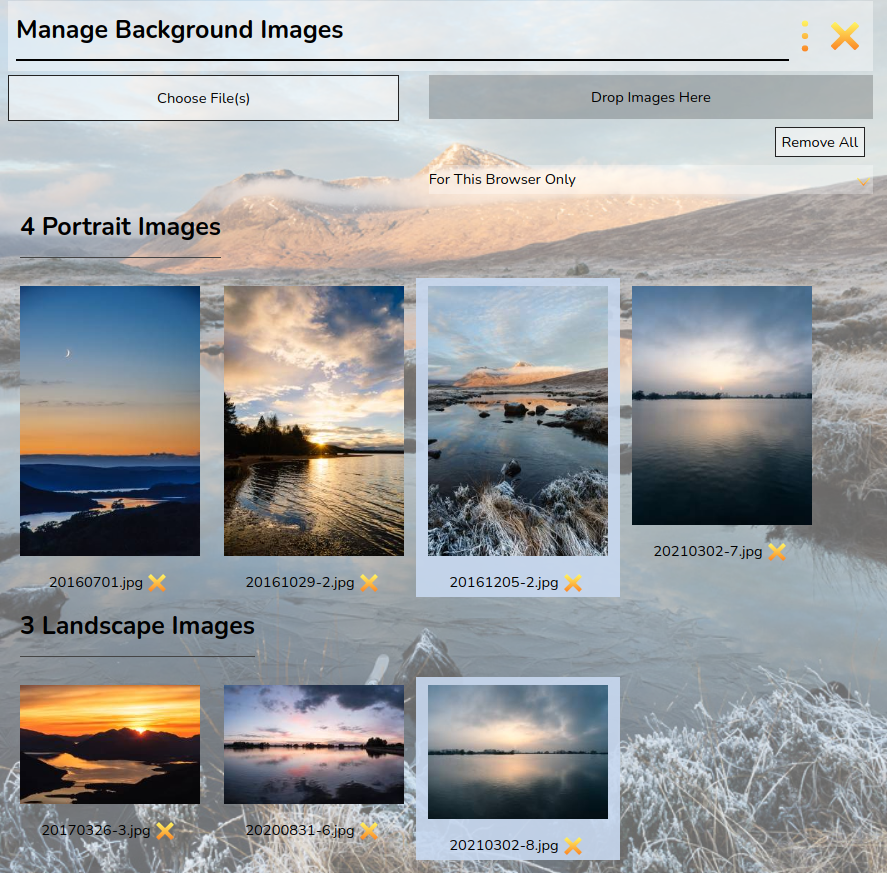 Manage Background Images
Choose File(s)
Drop Images Here
Remove All
For This Browser Only
4 Portrait Images
20160701.jpg
20161029-2.jpg
20161205-2.jpg
20210302-7.jpg
3 Landscape Images
20170326-3.jpg
20200831-6.jpg
20210302-8.jpg